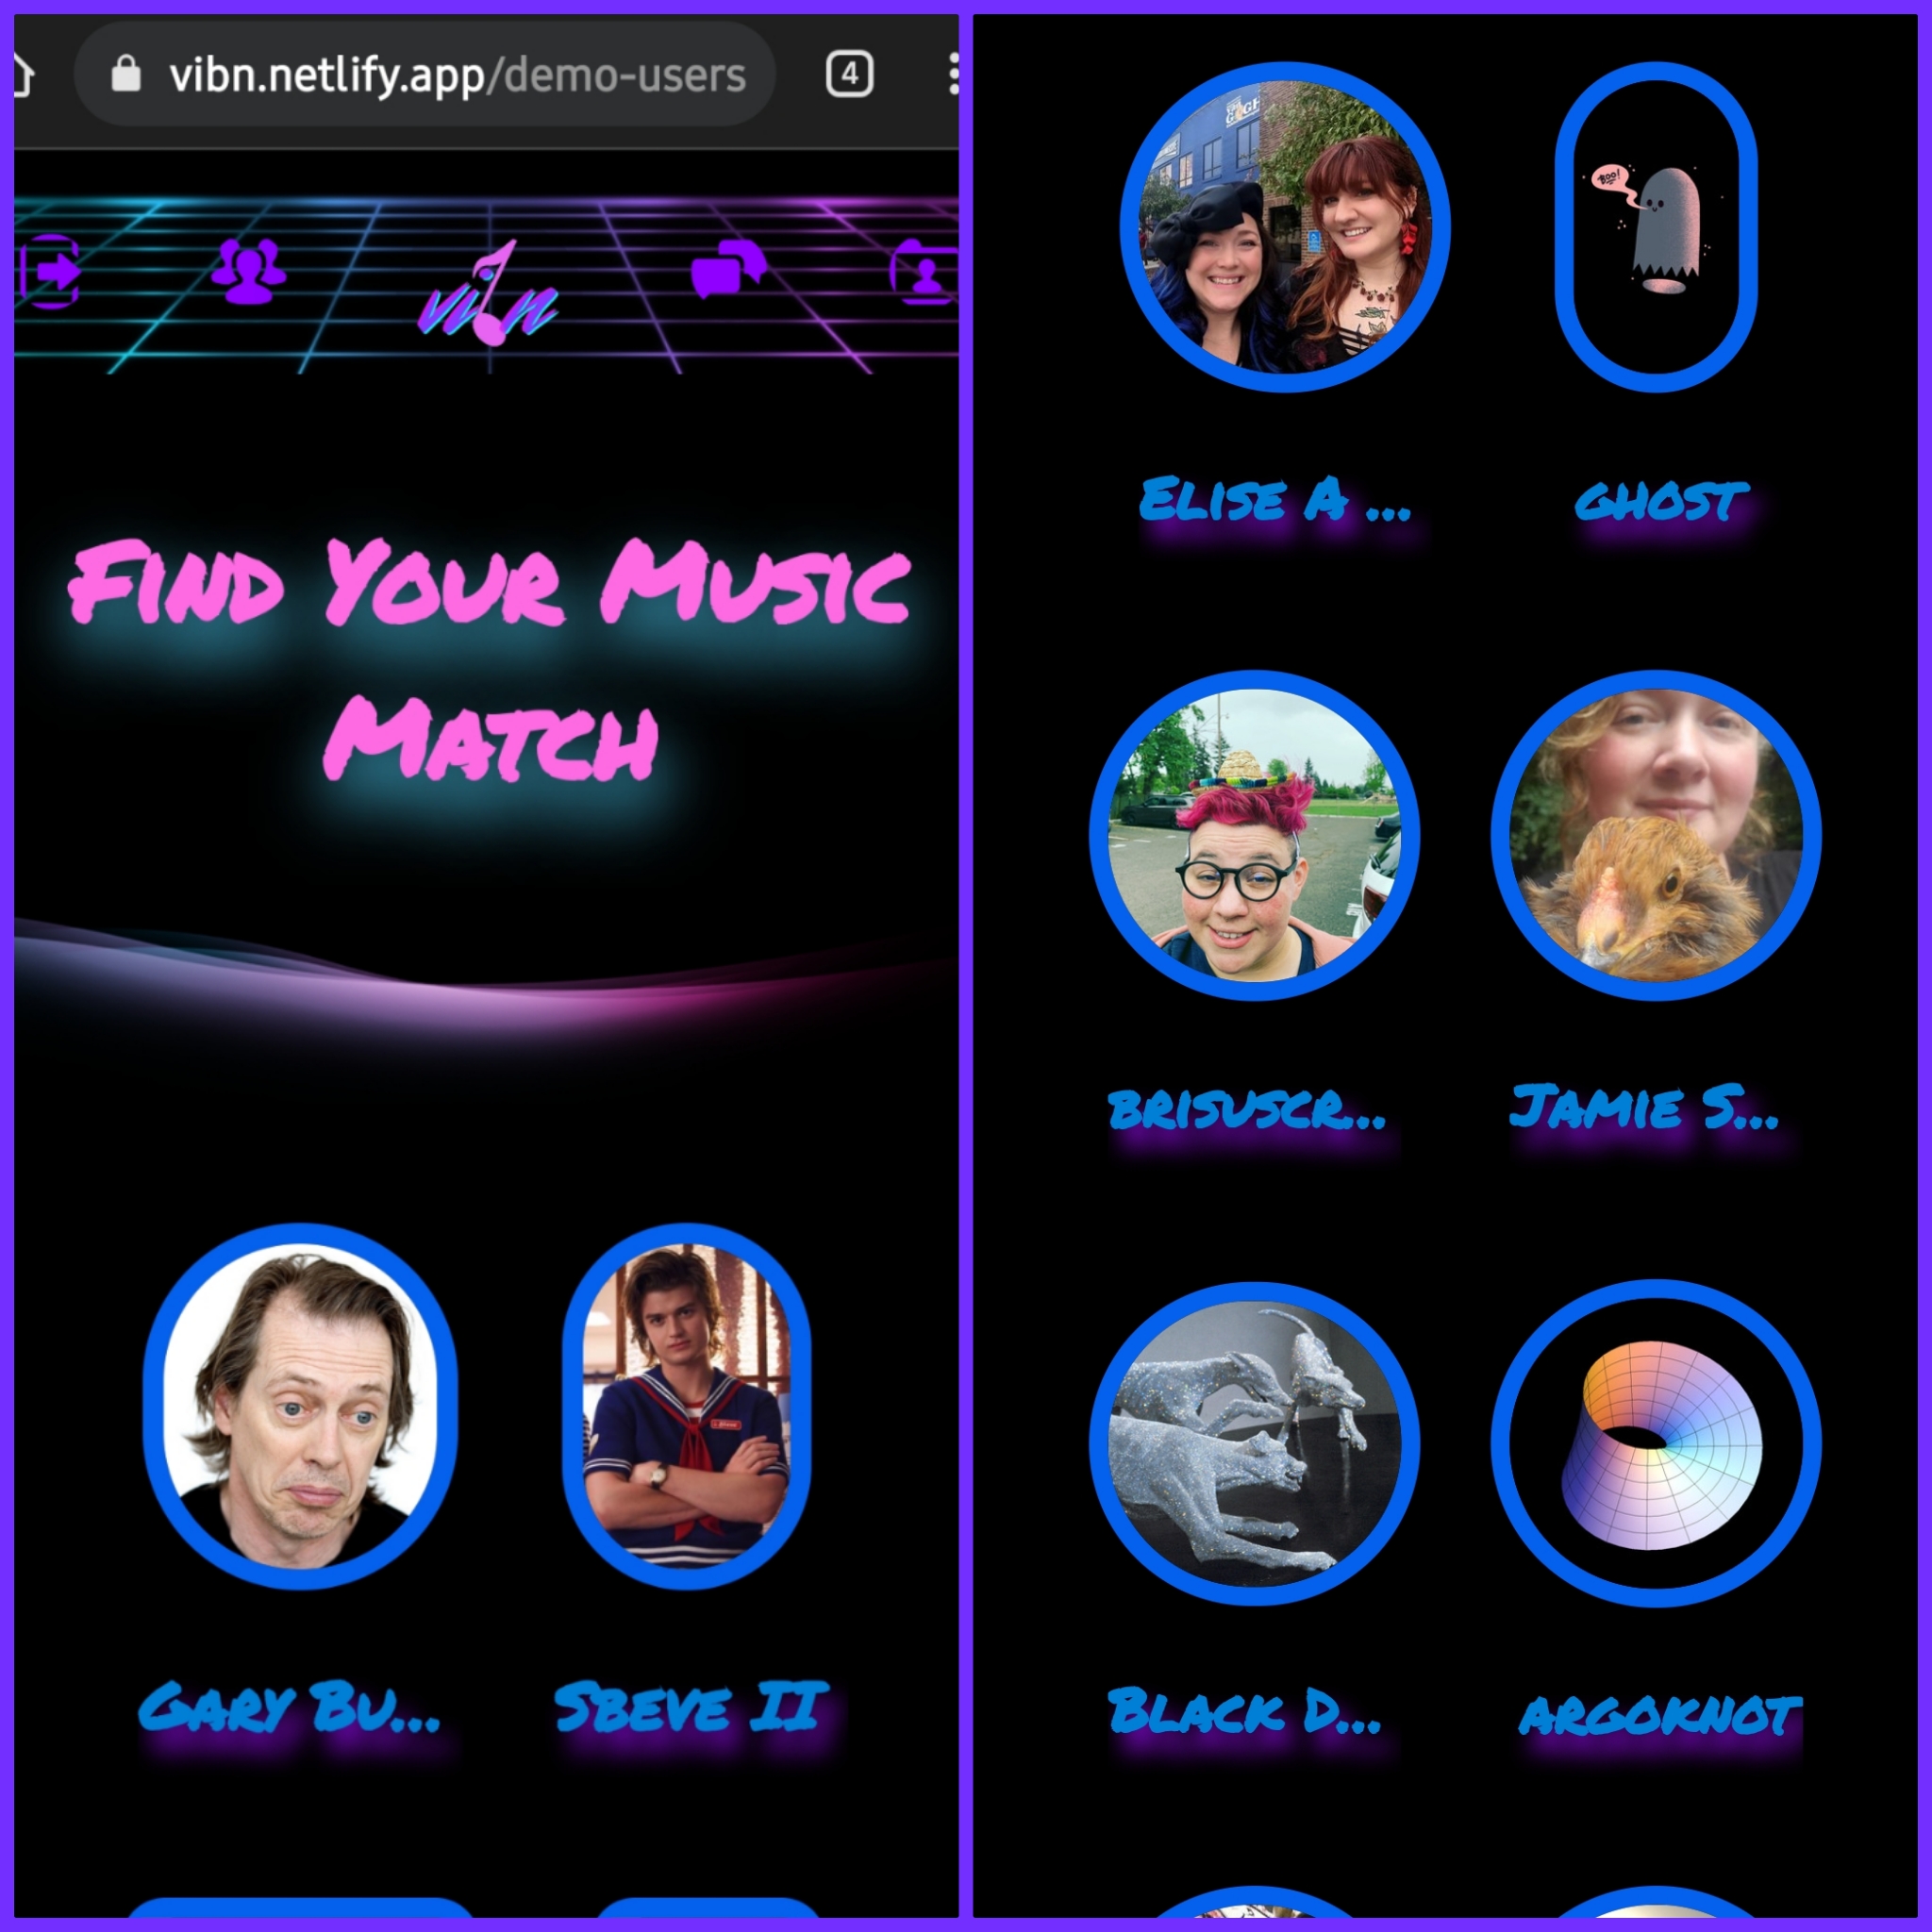 vibn.netlify.app/demo-users
4
vibn
Find Your Music
Match
Gary Bu...
Sbeve II
BOO!
Elise A ...
ghost
brisuscr...
Jamie S...
Black D...
argoknot